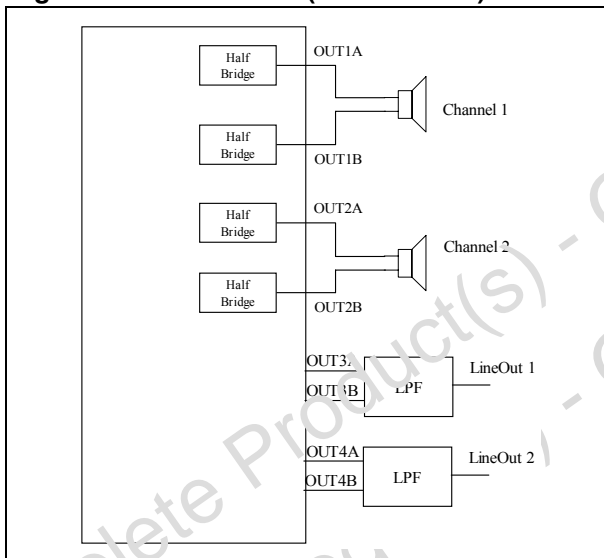 Half
Bridge
OUT1A
Channel 1
Half
Bridge
OUT1B
Half
Bridge
OUT2A
Channel 2
Half
Bridge
OUT2B
OUT3A
OUT3B
LPF
LineOut 1
OUT4A
OUT4B
LPF
LineOut 2
Product(s) -